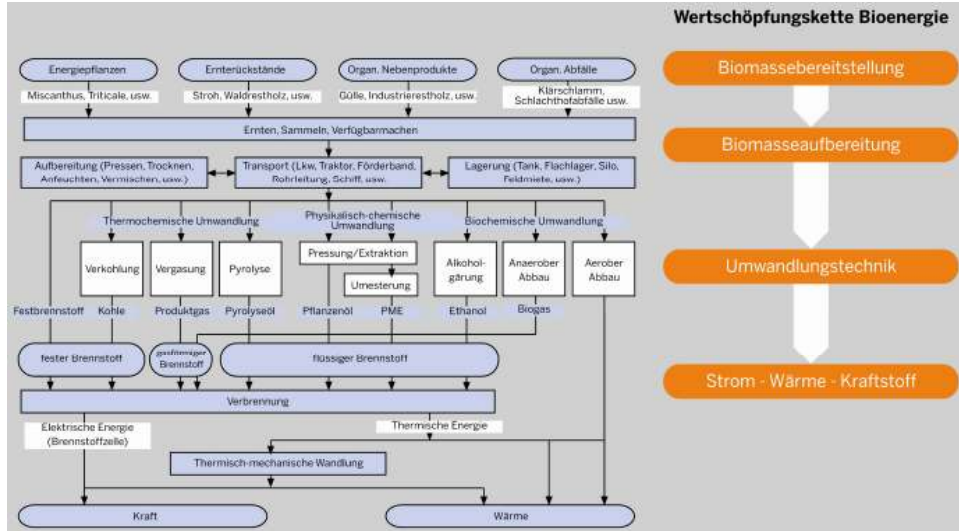 Wertschöpfungskette Bioenergie
Energiepflanzen
Ernterückstände
Organ. Nebenprodukte
Organ. Abfälle
Miscanthus, Triticale, usw.
Stroh, Waldrestholz, usw.
Gülle, Industrierestholz, usw.
Klärschlamm,
Schlachthofabfälle usw.
Ernten, Sammeln, Verfügbarmachen
Aufbereitung (Pressen, Trocknen,
Anfeuchten, Vermischen, usw.)
Transport (Lkw, Traktor, Förderband,
Rohrleitung, Schiff, usw.
Lagerung (Tank, Flachlager, Silo,
Feldmiete, usw.)
Thermochemische Umwandlung
Physikalisch-chemische
Umwandlung
Biochemische Umwandlung
Verkohlung
Vergasung
Pyrolyse
Pressung/Extraktion
Umesterung
Alkohol-
gärung
Anaerober
Abbau
Aerober
Abbau
Festbrennstoff
Kohle
Produktgas
Pyrolyseöl
Pflanzenöl
PME
Ethanol
Biogas
fester Brennstoff
gasförmiger
Brennstoff
flüssiger Brennstoff
Verbrennung
Elektrische Energie
(Brennstoffzelle)
Thermische Energie
Thermisch-mechanische Wandlung
Kraft
Wärme
Biomassebereitstellung
Biomasseaufbereitung
Umwandlungstechnik
Strom - Wärme - Kraftstoff